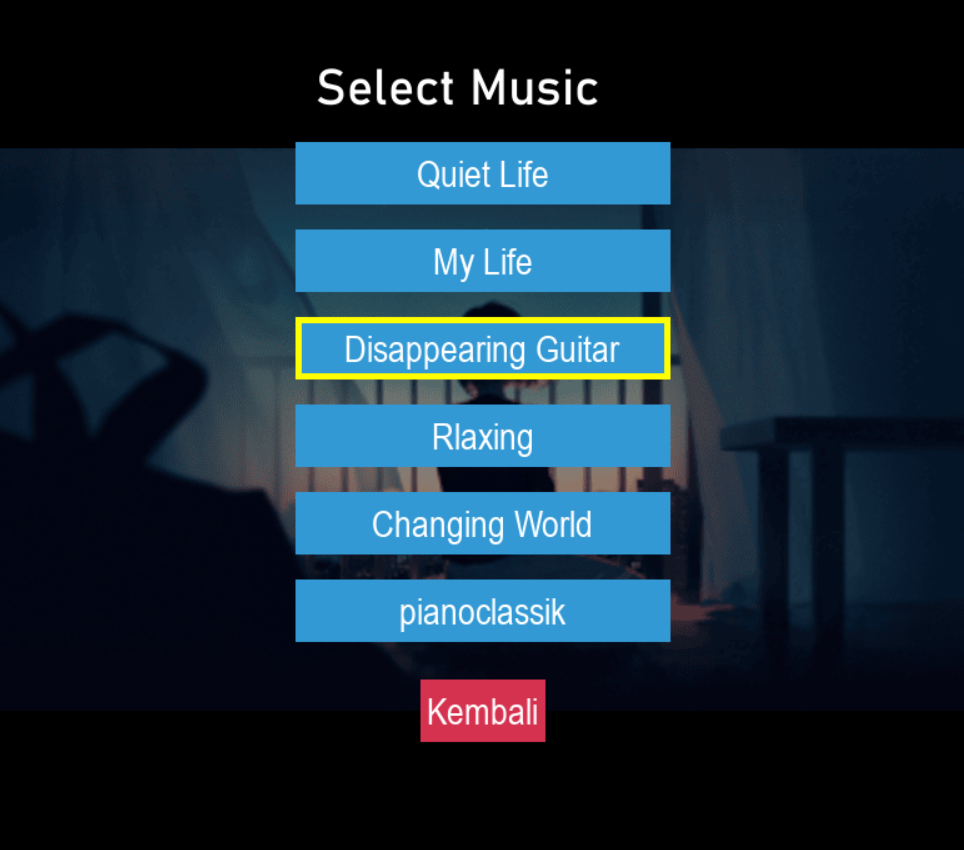 Select Music
Quiet Life
My Life
Disappearing Guitar
Rlaxing
Changing World
pianoclassik
Kembali